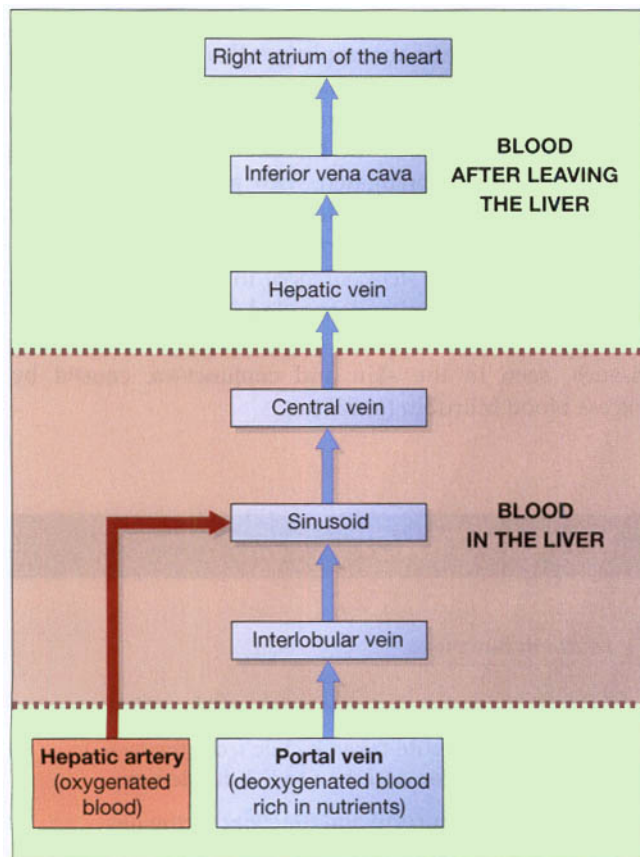 Right atrium of the heart
Inferior vena cava
BLOOD
AFTER LEAVING
THE LIVER
Hepatic vein
Central vein
Sinusoid
BLOOD
IN THE LIVER
Interlobular vein
Hepatic artery
(oxygenated
blood)
Portal vein
(deoxygenated blood
rich in nutrients)